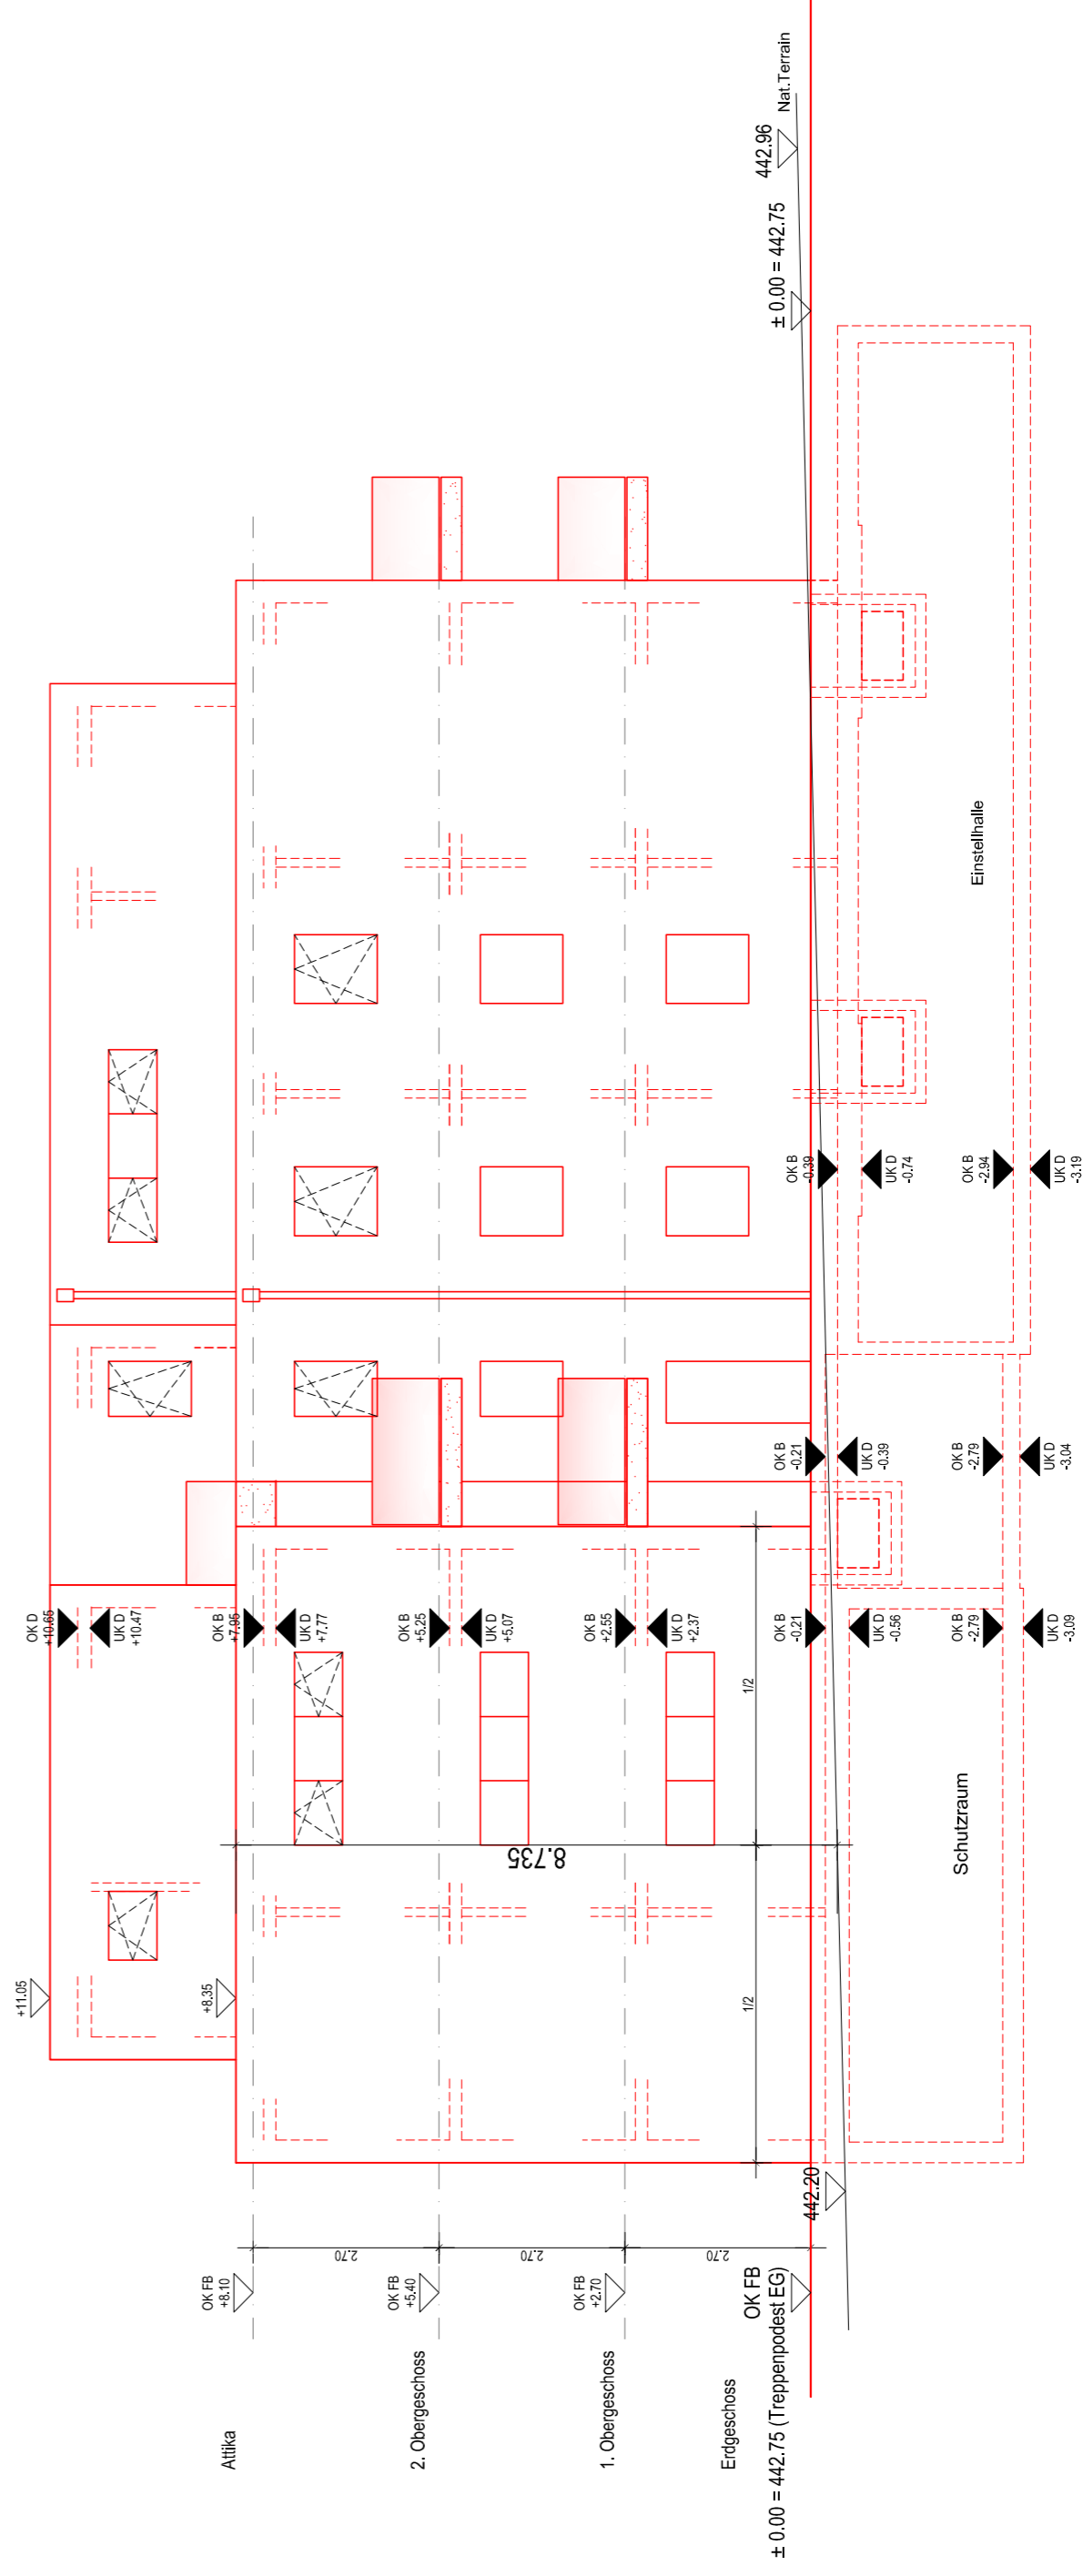 Attika
2. Obergeschoss
1. Obergeschoss
Erdgeschoss
± 0.00 = 442.75 (Treppenpodest EG)
OK FB
+8.10
OK FB
+5.40
OK FB
+2.70
OK FB
2.70
2.70
2.70
442.20
+11.05
+8.35
1/2
1/2
8.735
Schutzraum
OK D
+10.65
UK D
+10.47
OK B
+7.95
UK D
+7.77
OK B
+5.25
UK D
+5.07
OK B
+2.55
UK D
+2.37
OK B
-0.21
UK D
-0.56
OK B
-2.79
UK D
-3.09
OK B
-0.21
UK D
-0.39
OK B
-2.79
UK D
-3.04
OK B
-0.39
UK D
-0.74
OK B
-2.94
UK D
-3.19
Einstellhalle
± 0.00 = 442.75
442.96
Nat.Terrain